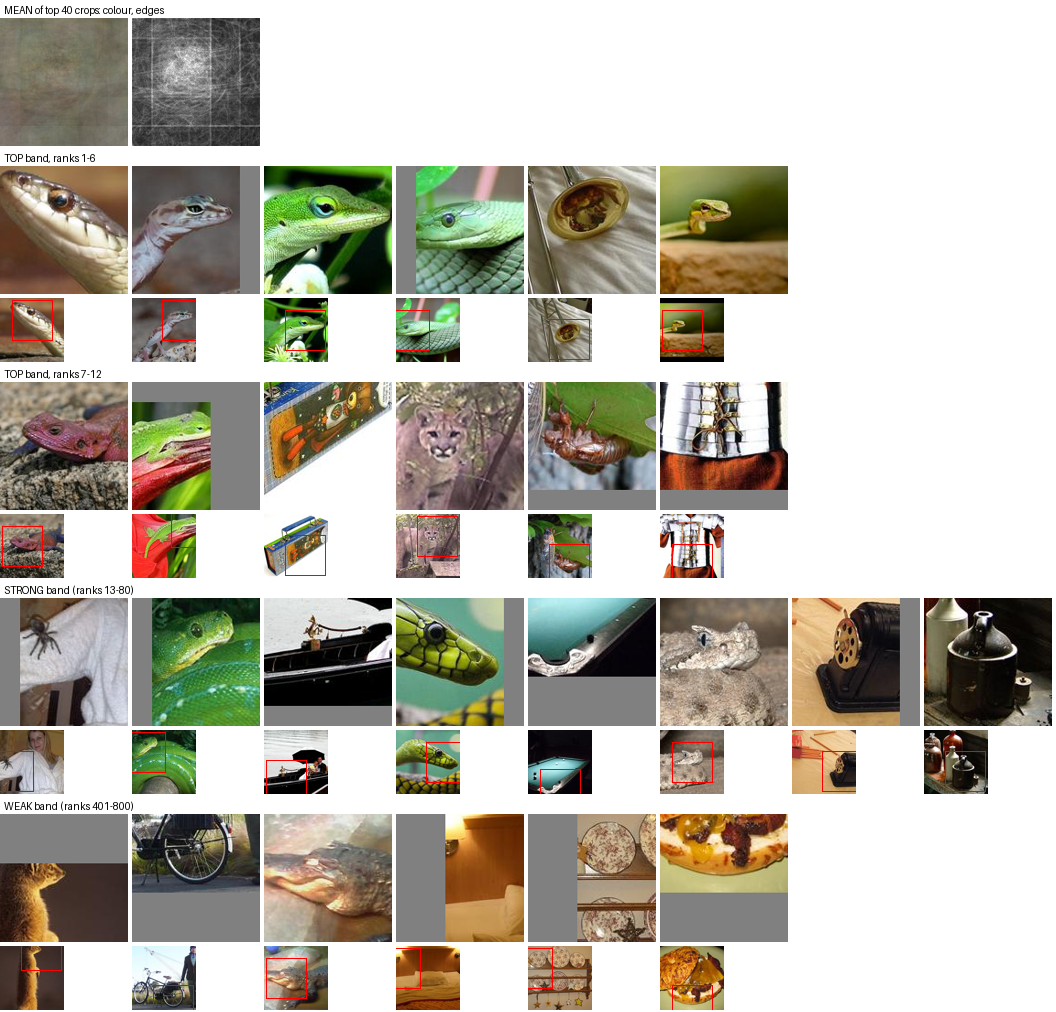 MEAN of top 40 crops: colour, edges
TOP band, ranks 1-6
TOP band, ranks 7-12
STRONG band (ranks 13-80)
WEAK band (ranks 401-800)